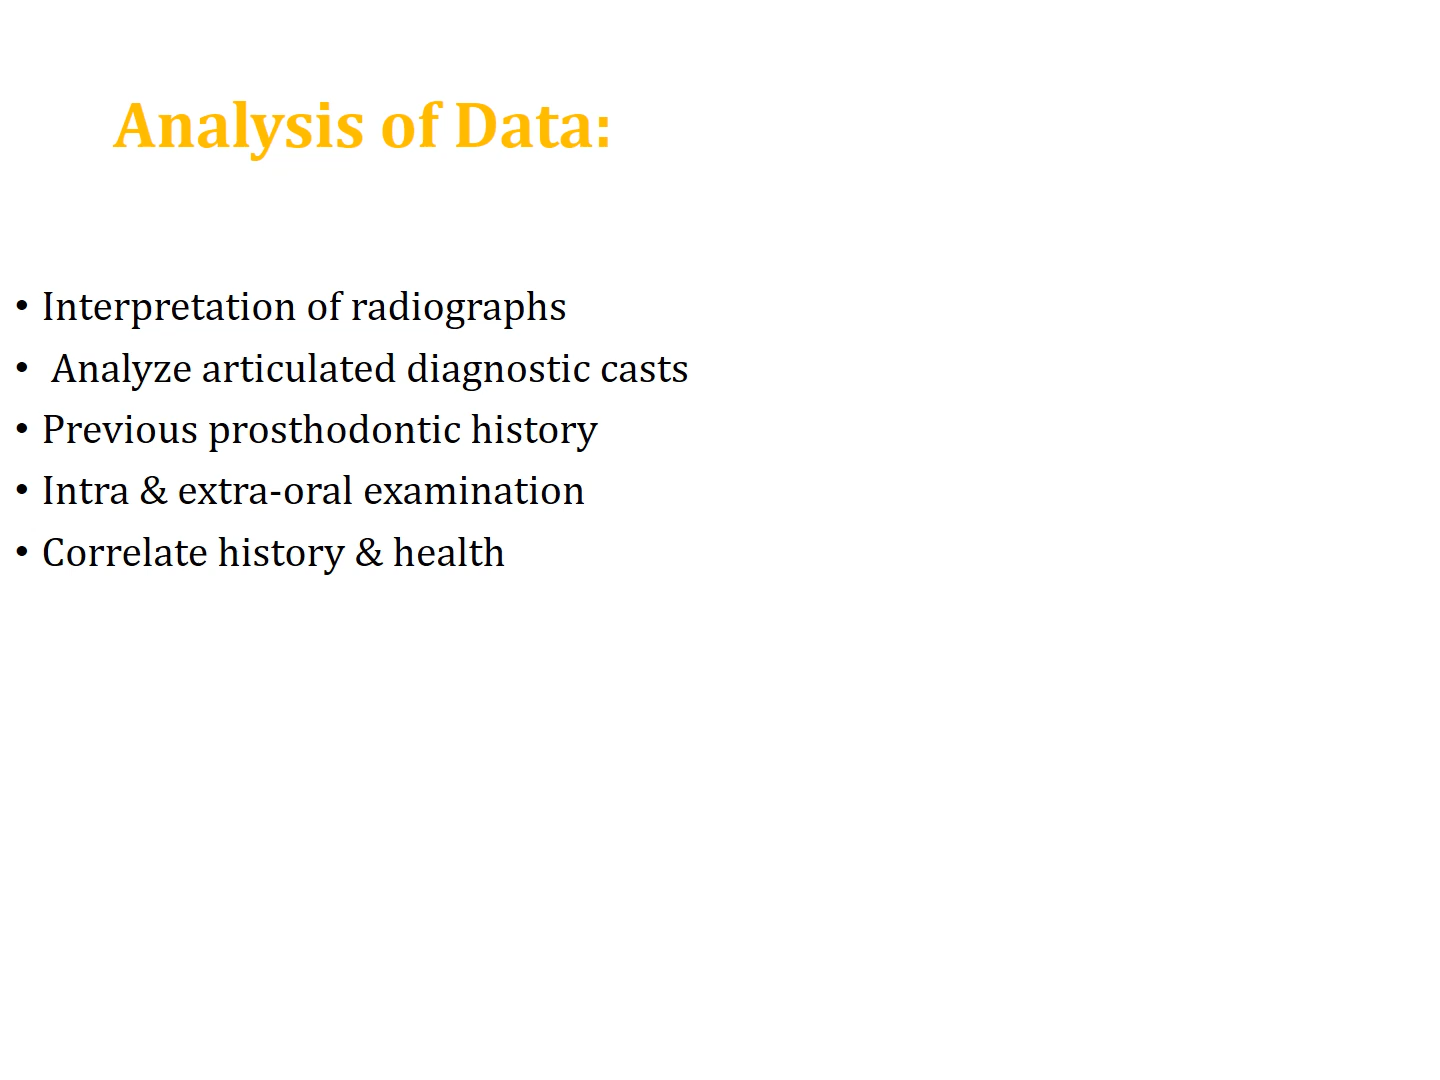 Analysis of Data:
• Interpretation of radiographs
• Analyze articulated diagnostic casts
• Previous prosthodontic history
• Intra & extra-oral examination
• Correlate history & health